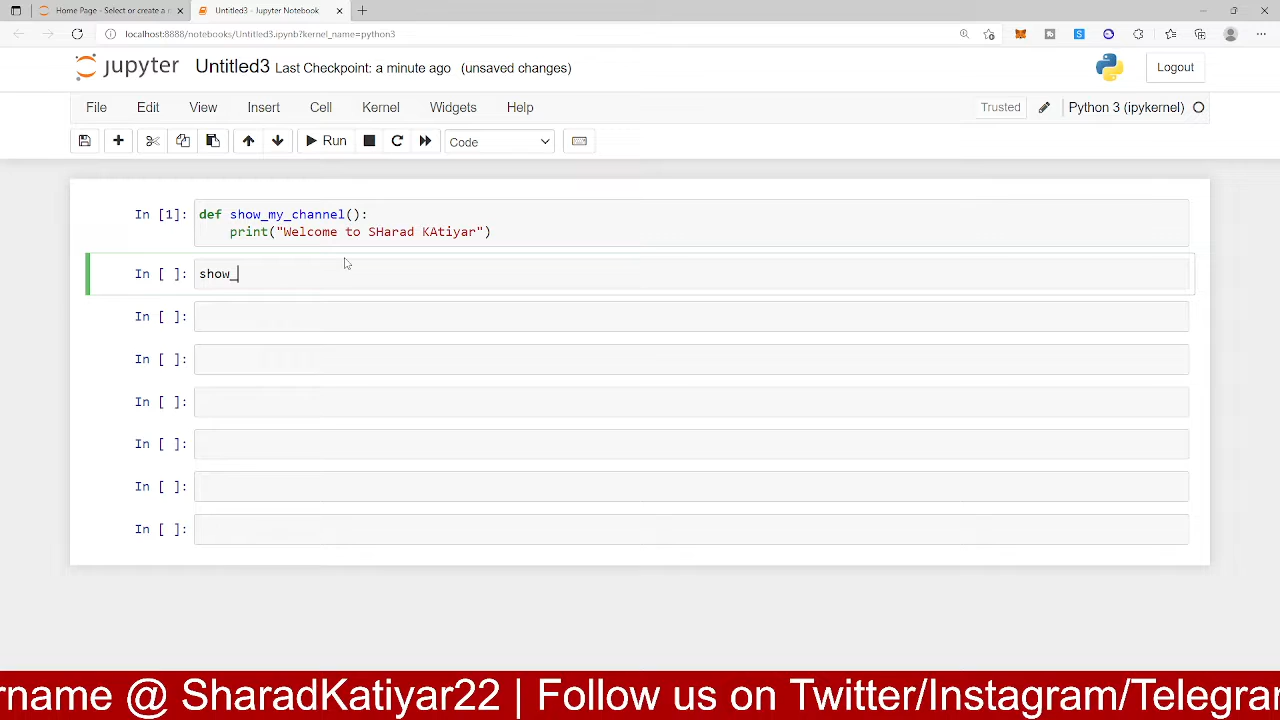 Home Page - Select or create a n
Untitled3 - Jupyter Notebook
localhost:8888/notebooks/Untitled3.ipynb?kernel_name=python3
jupyter Untitled3 Last Checkpoint: a minute ago (unsaved changes)
Logout
File Edit View Insert Cell Kernel Widgets Help
Trusted
Python 3 (ipykernel)
Run
Code
In [1]: def show_my_channel():
print("Welcome to SHarad KAtiyar")
In [ ]: show_
In [ ]:
In [ ]:
In [ ]:
In [ ]:
In [ ]:
In [ ]:
rname @ SharadKatiyar22 | Follow us on Twitter/Instagram/Telegra